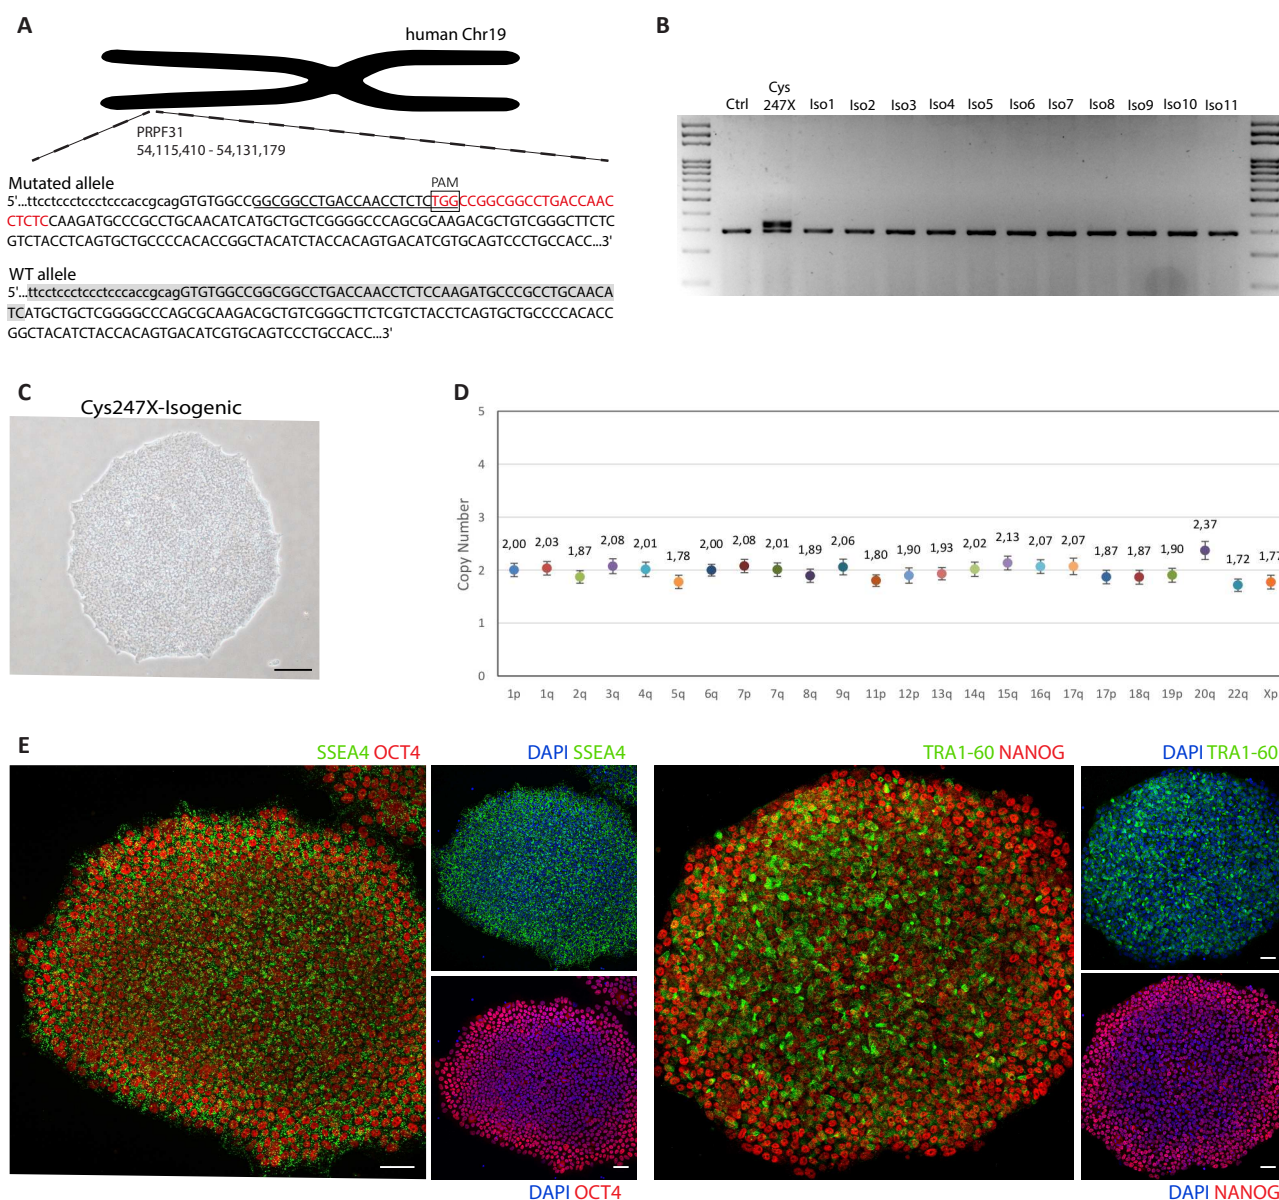 A
human Chr19
PRPF31
54,115,410 - 54,131,179
Mutated allele
PAM
5'...ttcctccctccctcccaccgcagGTGTGGCCGGCGGCCTGACCAACCTCTCTGGCCGGCGGCCTGACCAAC
CTCTCCAAGATGCCCGCCTGCAACATCATGCTGCTCGGGGCCCAGCGCAAGACGCTGTCGGGCTTCTC
GTCTACCTCAGTGCTGCCCCACACCGGCTACATCTACCACAGTGACATCGTGCAGTCCCTGCCACC...3'
WT allele
5'...ttcctccctccctcccaccgcagGTGTGGCCGGCGGCCTGACCAACCTCTCCAAGATGCCCGCCTGCAACA
TCATGCTGCTCGGGGCCCAGCGCAAGACGCTGTCGGGCTTCTCGTCTACCTCAGTGCTGCCCCACACC
GGCTACATCTACCACAGTGACATCGTGCAGTCCCTGCCACC...3'
B
Ctrl Cys 247X Iso1 Iso2 Iso3 Iso4 Iso5 Iso6 Iso7 Iso8 Iso9 Iso10 Iso11
C
Cys247X-Isogenic
D
Copy Number
5
4
3
2
1
0
2,00 2,03 1,87 2,08 2,01 1,78 2,00 2,08 2,01 1,89 2,06 1,80 1,90 1,93 2,02 2,13 2,07 2,07 1,87 1,87 1,90 2,37 1,72 1,77
1p 1q 2q 3q 4q 5q 6q 7p 7q 8q 9q 11p 12p 13q 14q 15q 16q 17q 17p 18q 19p 20q 22q Xp
E
SSEA4 OCT4
DAPI SSEA4
TRA1-60 NANOG
DAPI TRA1-60
DAPI OCT4
DAPI NANOG